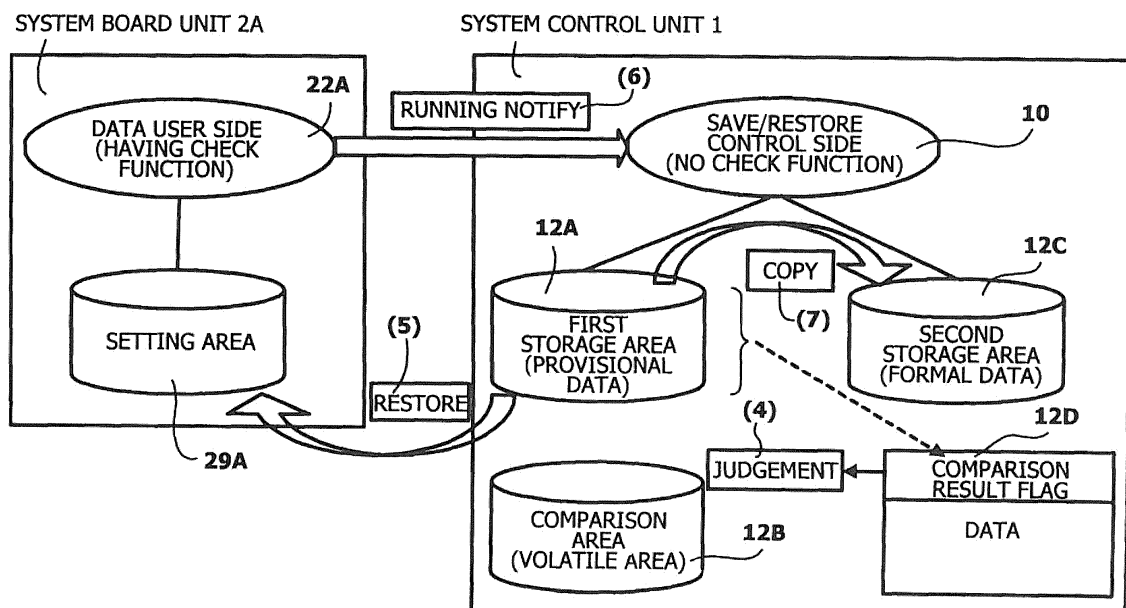 SYSTEM BOARD UNIT 2A
SYSTEM CONTROL UNIT 1
22A
(6)
RUNNING NOTIFY
10
DATA USER SIDE
(HAVING CHECK
FUNCTION)
SAVE/RESTORE
CONTROL SIDE
(NO CHECK FUNCTION)
12A
12C
COPY
(7)
SETTING AREA
(5)
FIRST
STORAGE AREA
(PROVISIONAL
DATA)
SECOND
STORAGE AREA
(FORMAL DATA)
RESTORE
29A
(4)
12D
JUDGEMENT
COMPARISON
RESULT FLAG
DATA
COMPARISON
AREA
(VOLATILE AREA)
12B